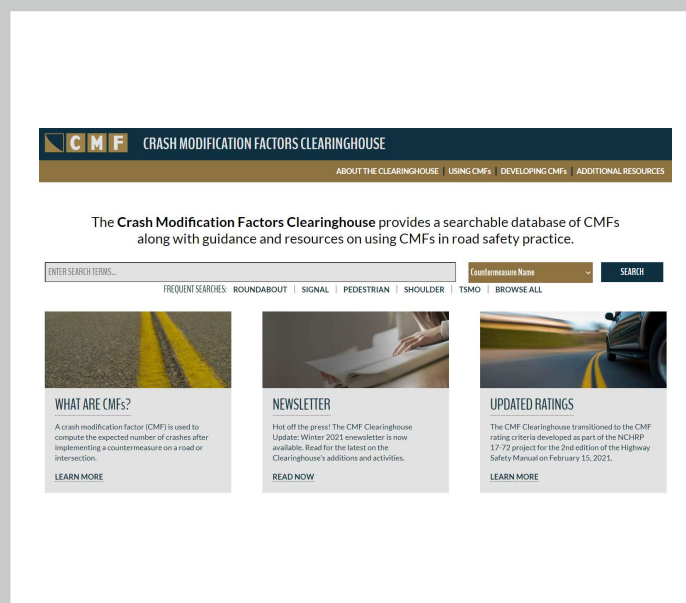 CMF CRASH MODIFICATION FACTORS CLEARINGHOUSE
ABOUT THE CLEARINGHOUSE | USING CMFs | DEVELOPING CMFs | ADDITIONAL RESOURCES
The Crash Modification Factors Clearinghouse provides a searchable database of CMFs
along with guidance and resources on using CMFs in road safety practice.
ENTER SEARCH TERMS... Countermeasure Name SEARCH
FREQUENT SEARCHES: ROUNDABOUT | SIGNAL | PEDESTRIAN | SHOULDER | TSMO | BROWSE ALL
WHAT ARE CMFs?
A crash modification factor (CMF) is used to
compute the expected number of crashes after
implementing a countermeasure on a road or
intersection.
LEARN MORE
NEWSLETTER
Hot off the press! The CMF Clearinghouse
Update: Winter 2021 enewsletter is now
available. Read for the latest on the
Clearinghouse's additions and activities.
READ NOW
UPDATED RATINGS
The CMF Clearinghouse transitioned to the CMF
rating criteria developed as part of the NCHRP
17-72 project for the 2nd edition of the Highway
Safety Manual on February 15, 2021.
LEARN MORE